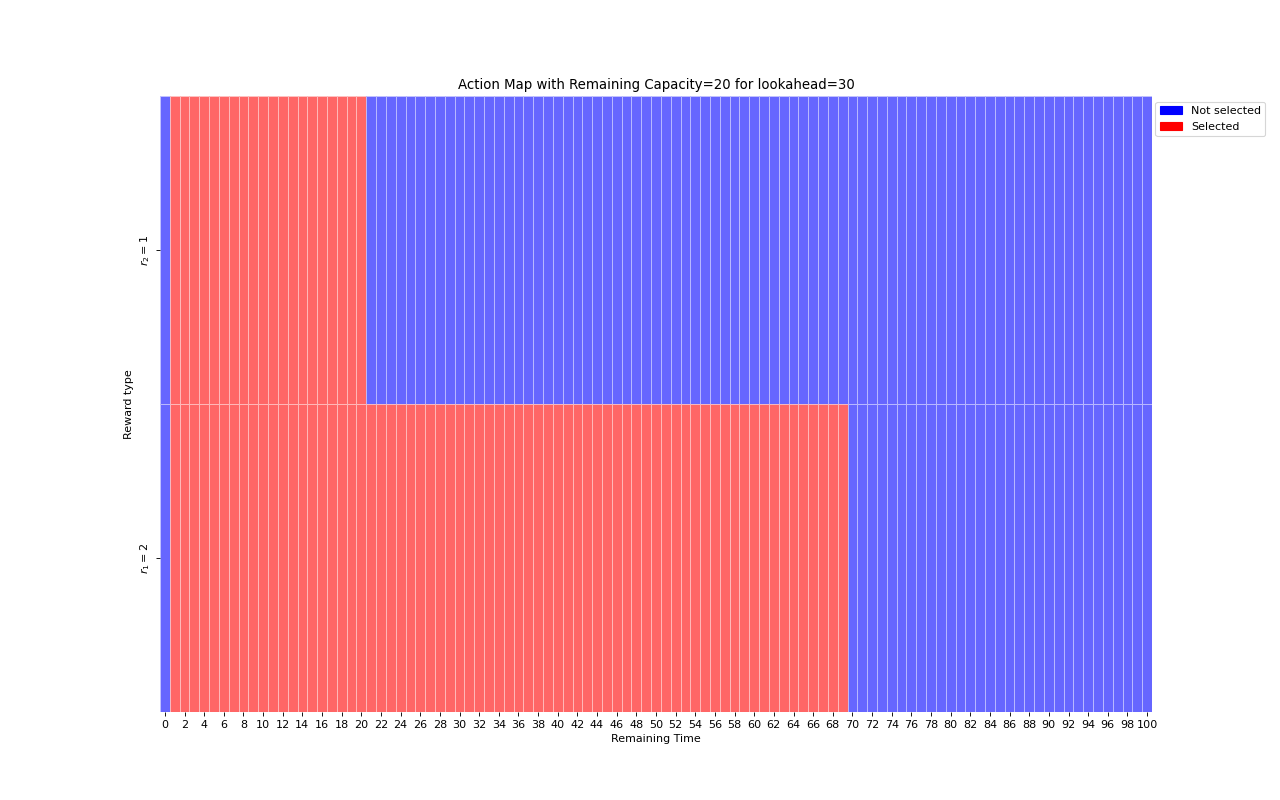 Action Map with Remaining Capacity=20 for lookahead=30
Not selected
Selected
r₂ = 1
Reward type
r₁ = 2
0 2 4 6 8 10 12 14 16 18 20 22 24 26 28 30 32 34 36 38 40 42 44 46 48 50 52 54 56 58 60 62 64 66 68 70 72 74 76 78 80 82 84 86 88 90 92 94 96 98 100
Remaining Time